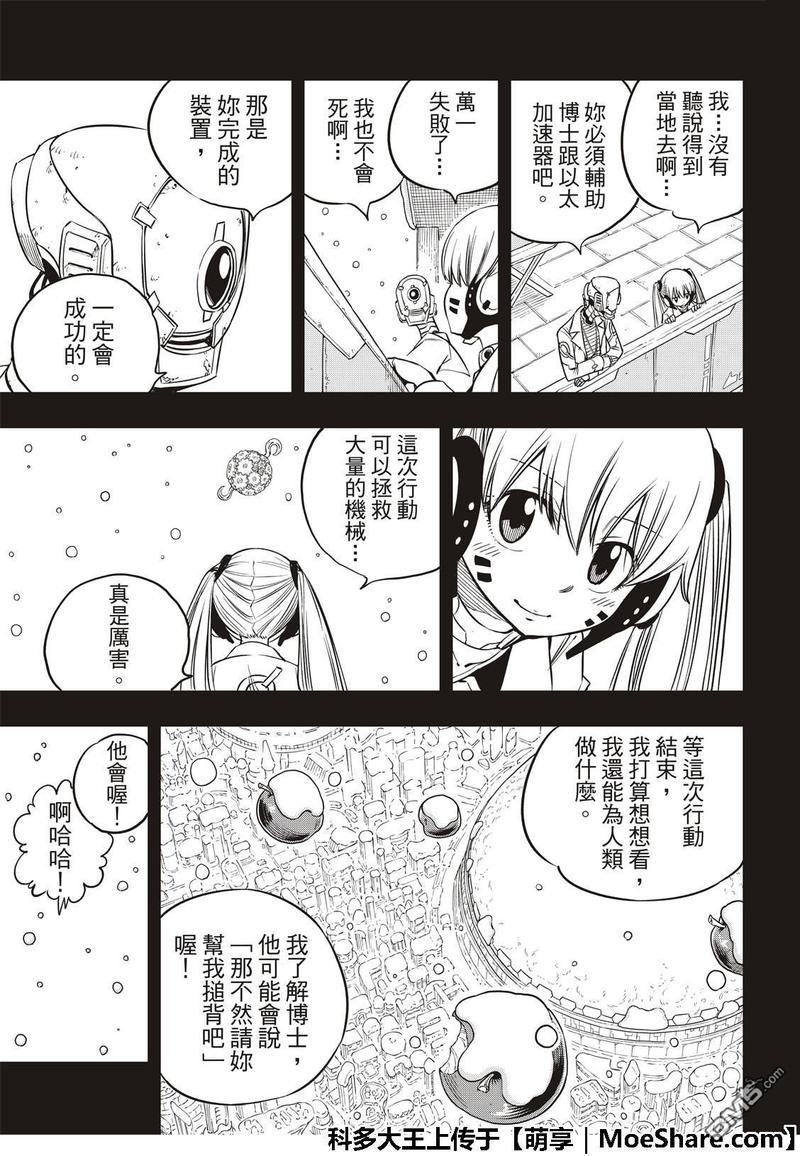 我…沒有
聽說得到
當地去啊…
妳必須輔助
博士跟以太
加速器吧。
萬一
失敗了…
我也不會
死啊…
那是
妳完成的
裝置，
一定會
成功的。
這次行動
可以拯救
大量的機械…
真是厲害。
等這次行動
結束，
我打算想想看，
我還能為人類
做什麼。
我了解博士，
他可能會說
「那不然請妳
幫我搥背吧」
喔！
他會喔！
啊哈哈！
科多大王上传于【萌享｜MoeShare.com】